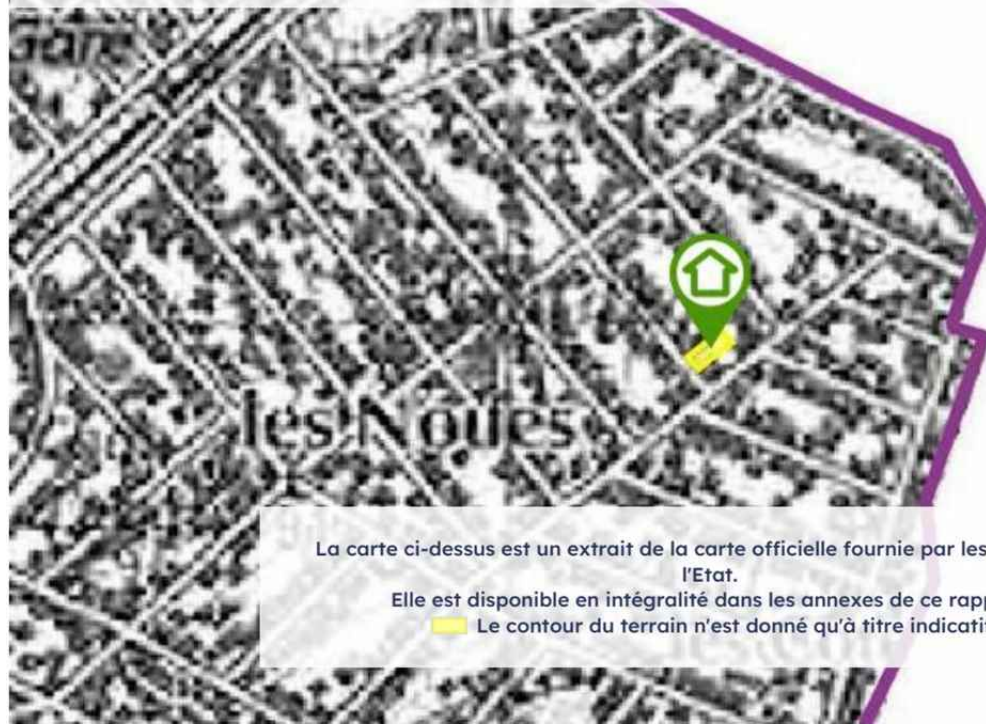 les Noues
La carte ci-dessus est un extrait de la carte officielle fournie par les
l'Etat.
Elle est disponible en intégralité dans les annexes de ce rapp
Le contour du terrain n'est donné qu'à titre indicati